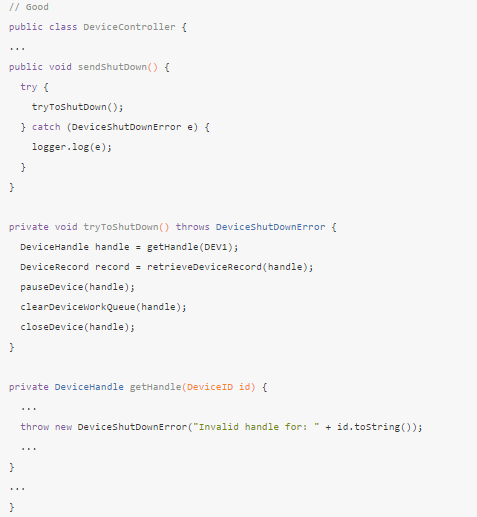 // Good
public class DeviceController {
...
public void sendShutDown() {
try {
tryToShutDown();
} catch (DeviceShutDownError e) {
logger.log(e);
}
}
private void tryToShutDown() throws DeviceShutDownError {
DeviceHandle handle = getHandle(DEV1);
DeviceRecord record = retrieveDeviceRecord(handle);
pauseDevice(handle);
clearDeviceWorkQueue(handle);
closeDevice(handle);
}
private DeviceHandle getHandle(DeviceID id) {
...
throw new DeviceShutDownError("Invalid handle for: " + id.toString());
...
}
...
}